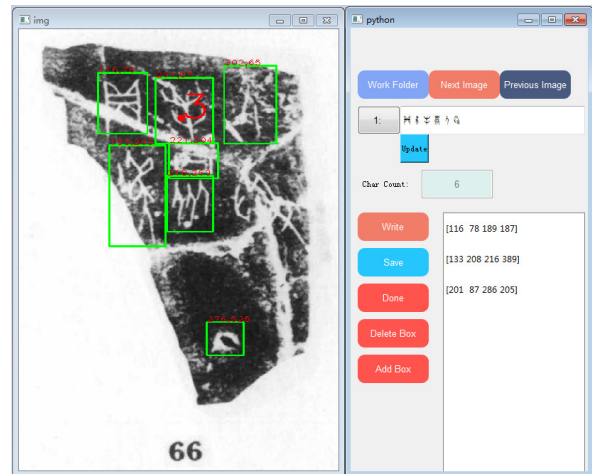 img
python
Work Folder
Next Image
Previous Image
1:
Update
Char Count:
6
Write
[116 78 189 187]
Save
[133 208 216 389]
Done
[201 87 286 205]
Delete Box
Add Box
3
66